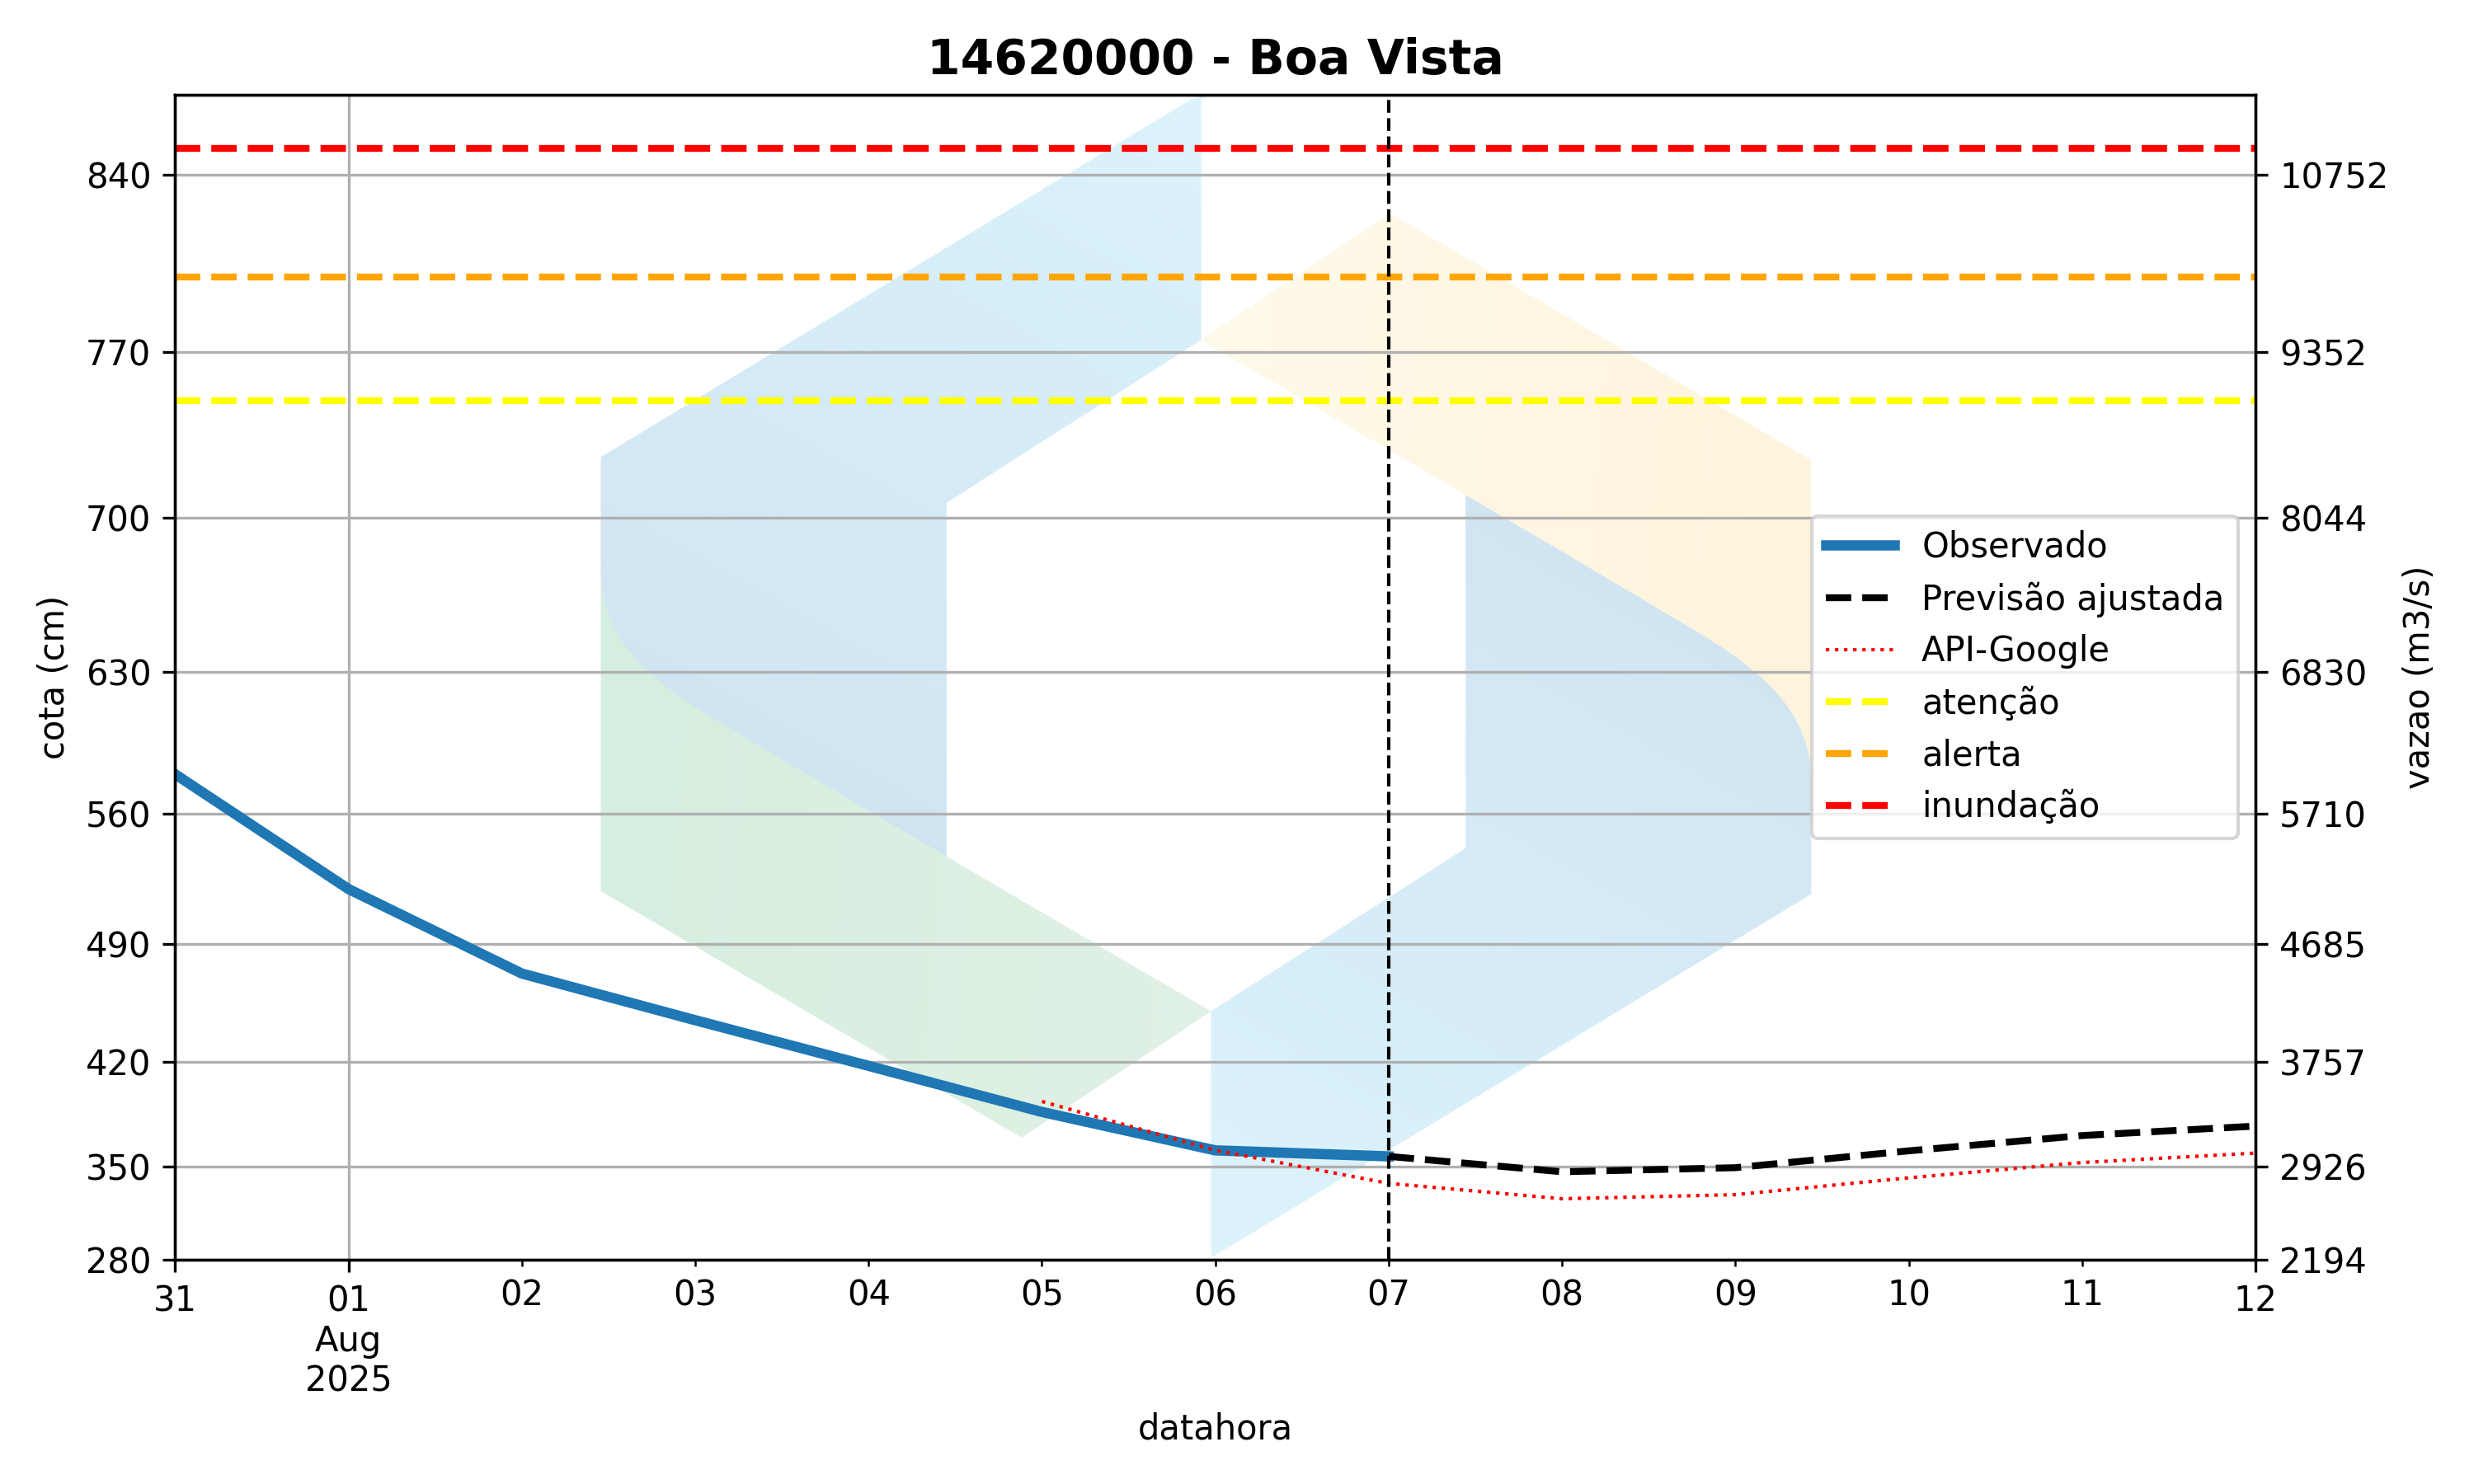 14620000 - Boa Vista
840
770
700
630
560
490
420
350
280
cota (cm)
10752
9352
8044
6830
5710
4685
3757
2926
2194
vazao (m3/s)
Observado
Previsão ajustada
API-Google
atenção
alerta
inundação
31 01 02 03 04 05 06 07 08 09 10 11 12
Aug
2025
datahora